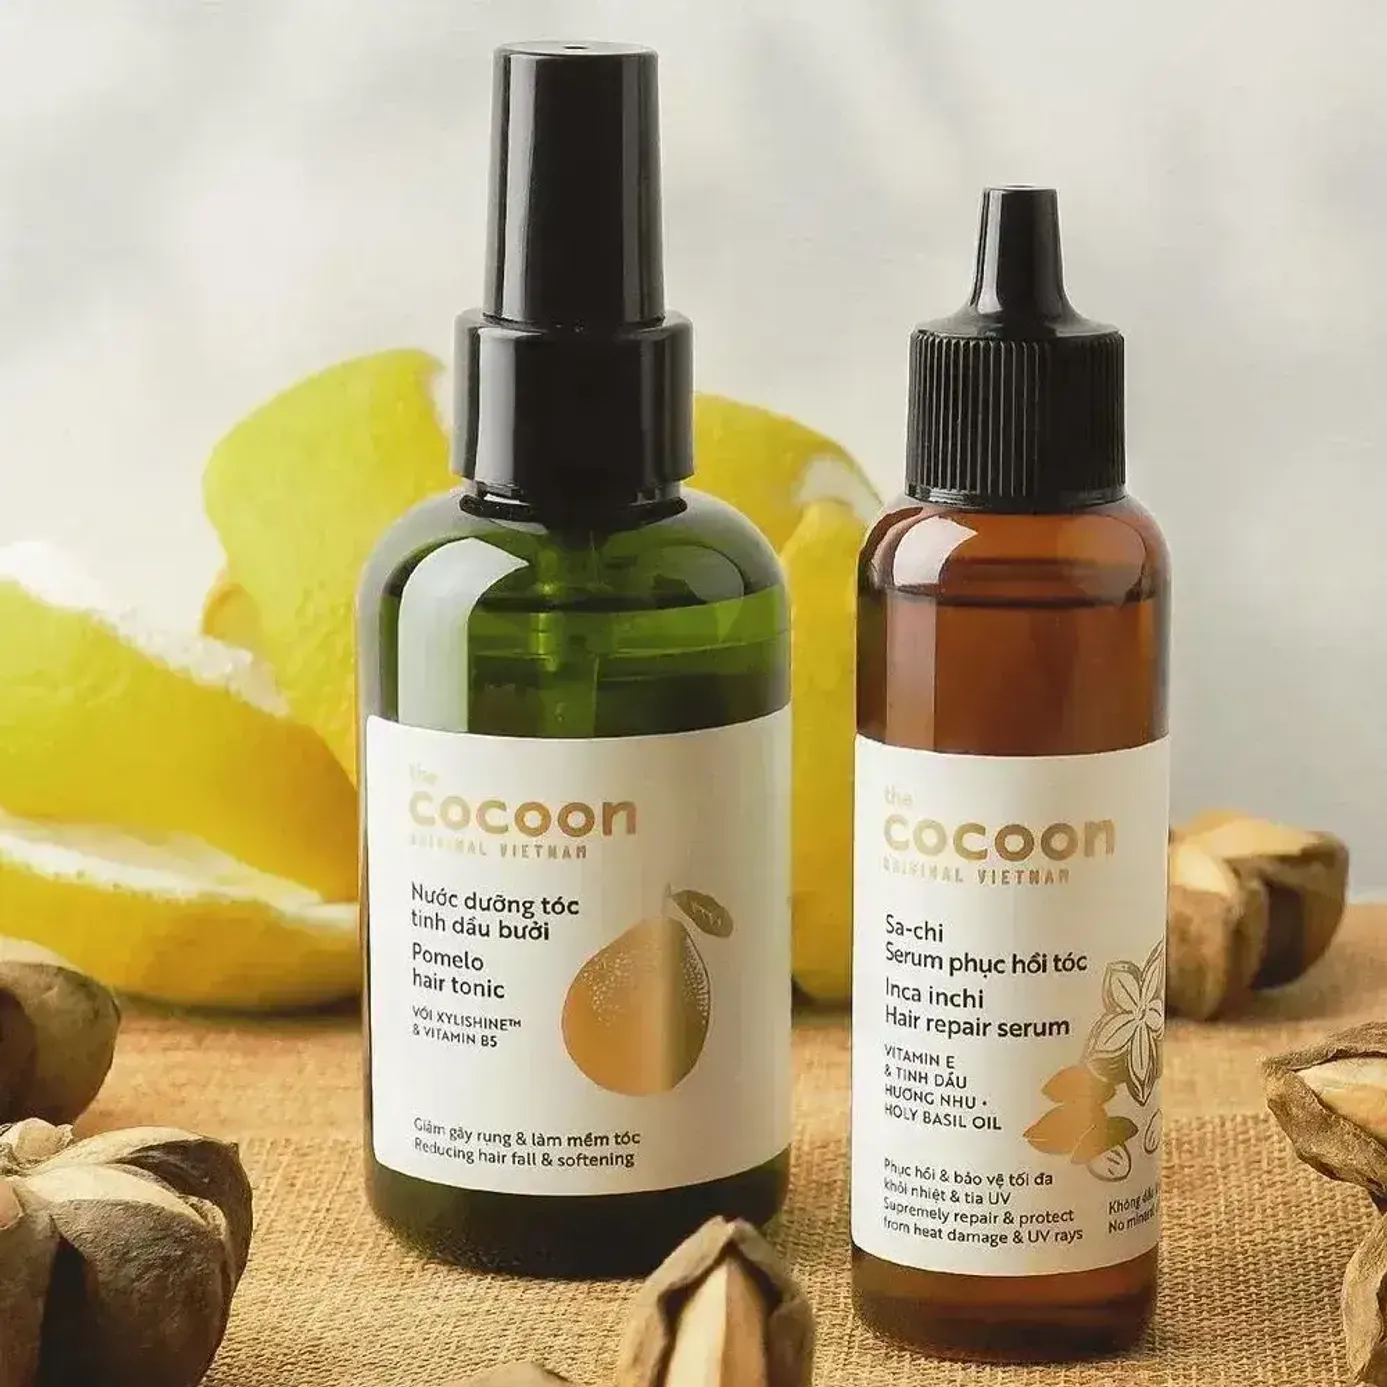 the
cocoon
ORIGINAL VIETNAM
Nước dưỡng tóc
tinh dầu bưởi
Pomelo
hair tonic
VỚI XYLISHINE™
& VITAMIN B5
Giảm gãy rụng & làm mềm tóc
Reducing hair fall & softening
the
cocoon
ORIGINAL VIETNAM
Sa-chi
Serum phục hồi tóc
Inca inchi
Hair repair serum
VITAMIN E
& TINH DẦU
HƯƠNG NHU •
HOLY BASIL OIL
Phục hồi & bảo vệ tối đa
khỏi nhiệt & tia UV
Supremely repair & protect
from heat damage & UV rays
Không
No mineral